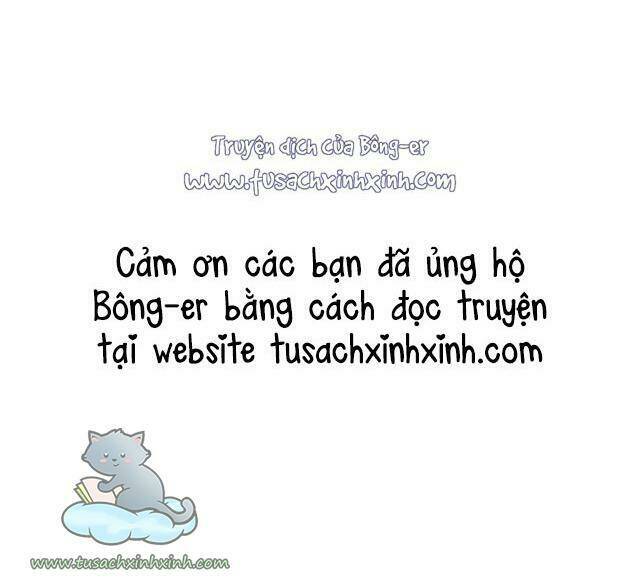 Truyện dịch của Bông-er
www.tusachxinhxinh.com
Cảm ơn các bạn đã ủng hộ
Bông-er bằng cách đọc truyện
tại website tusachxinhxinh.com
www.tusachxinhxinh.com